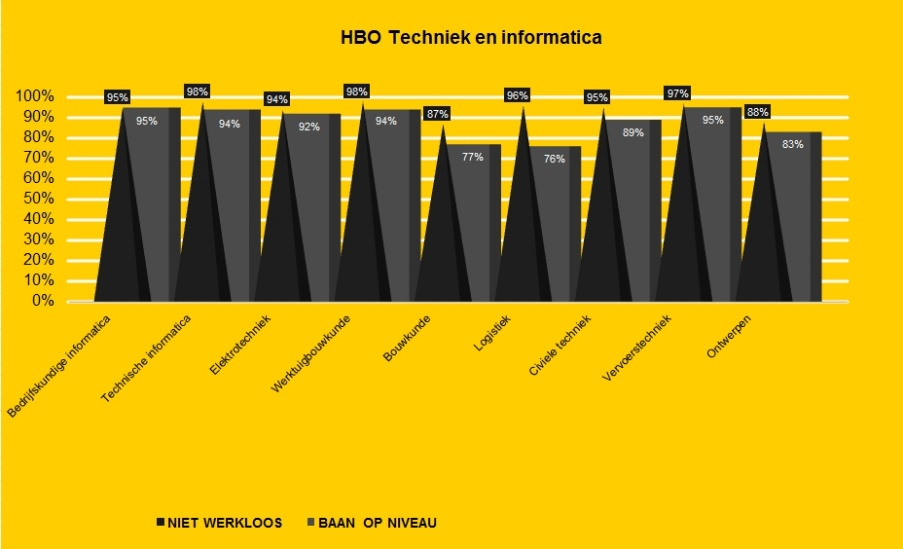 HBO Techniek en informatica
95% 98% 94% 98% 87% 96% 95% 97% 88%
95% 94% 92% 94% 77% 76% 89% 95% 83%
100%
90%
80%
70%
60%
50%
40%
30%
20%
10%
0%
Bedrijfskundige informatica
Technische informatica
Elektrotechniek
Werktuigbouwkunde
Bouwkunde
Logistiek
Civiele techniek
Vervoerstechniek
Ontwerpen
NIET WERKLOOS BAAN OP NIVEAU